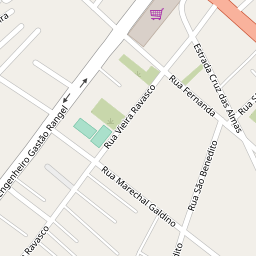 Estrada Cruz das Almas
Rua Fernanda
Rua Vieira Ravasco
Engenheiro Gastão Rangel
Rua São Benedito
Rua Marechal Galdino
Ravasco